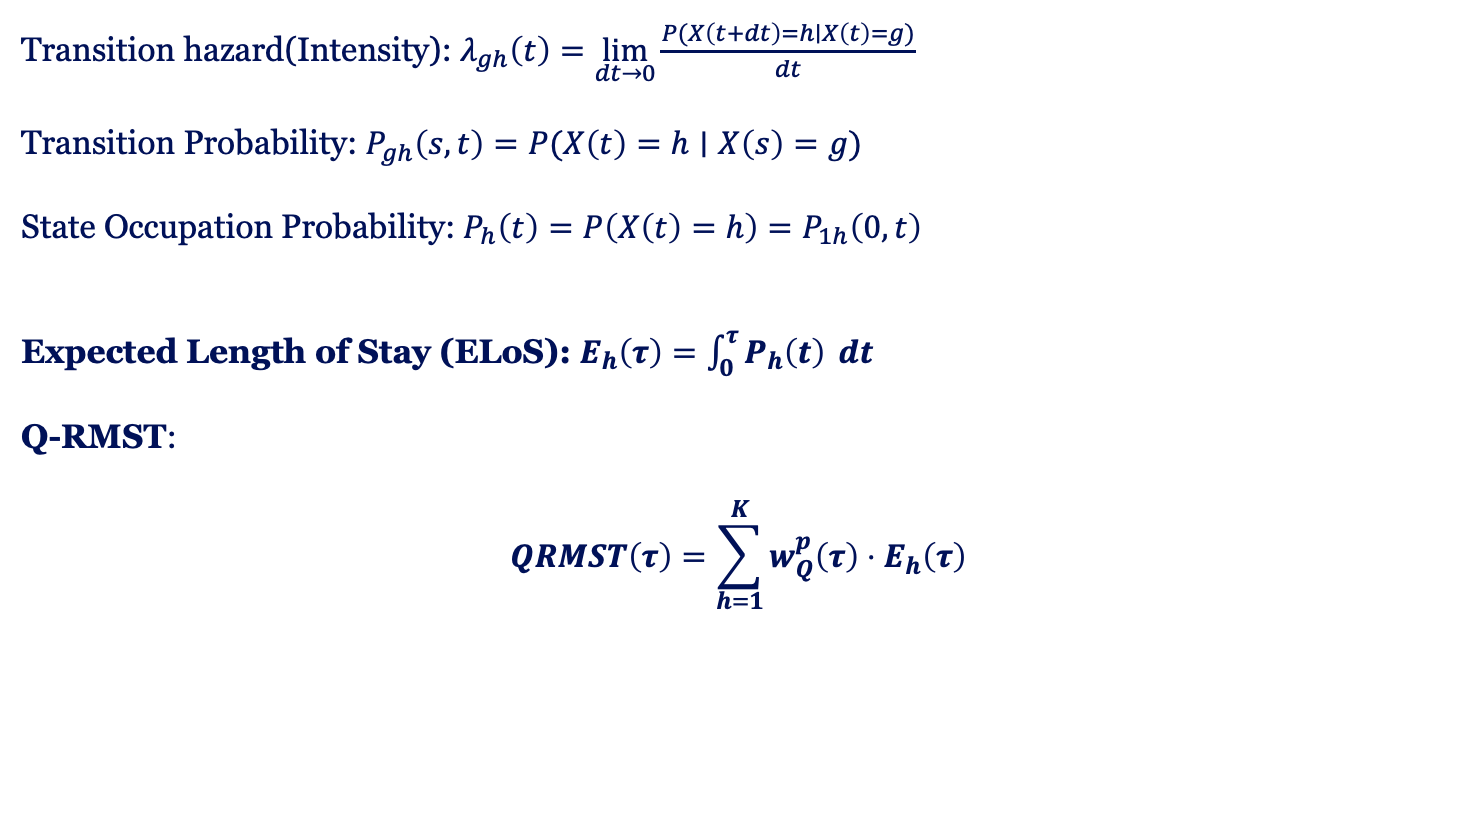 Transition hazard(Intensity): λ_gh(t) = lim_{dt→0} P(X(t+dt)=h|X(t)=g) / dt
Transition Probability: P_gh(s, t) = P(X(t) = h | X(s) = g)
State Occupation Probability: P_h(t) = P(X(t) = h) = P_1h(0, t)
Expected Length of Stay (ELoS): E_h(τ) = ∫_0^τ P_h(t) dt
Q-RMST:
QRMST(τ) = ∑_{h=1}^{K} w_Q^p(τ) · E_h(τ)